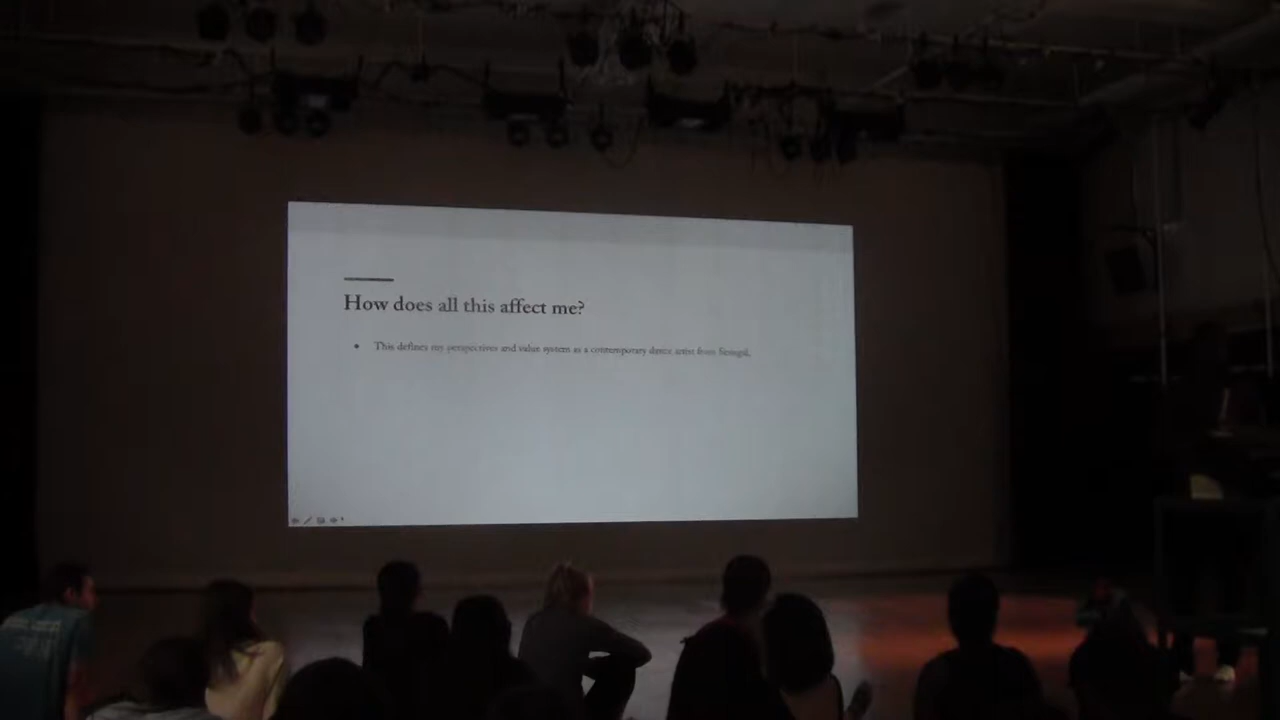 How does all this affect me?
• This defines my perspectives and value system as a contemporary dance artist from Senegal.